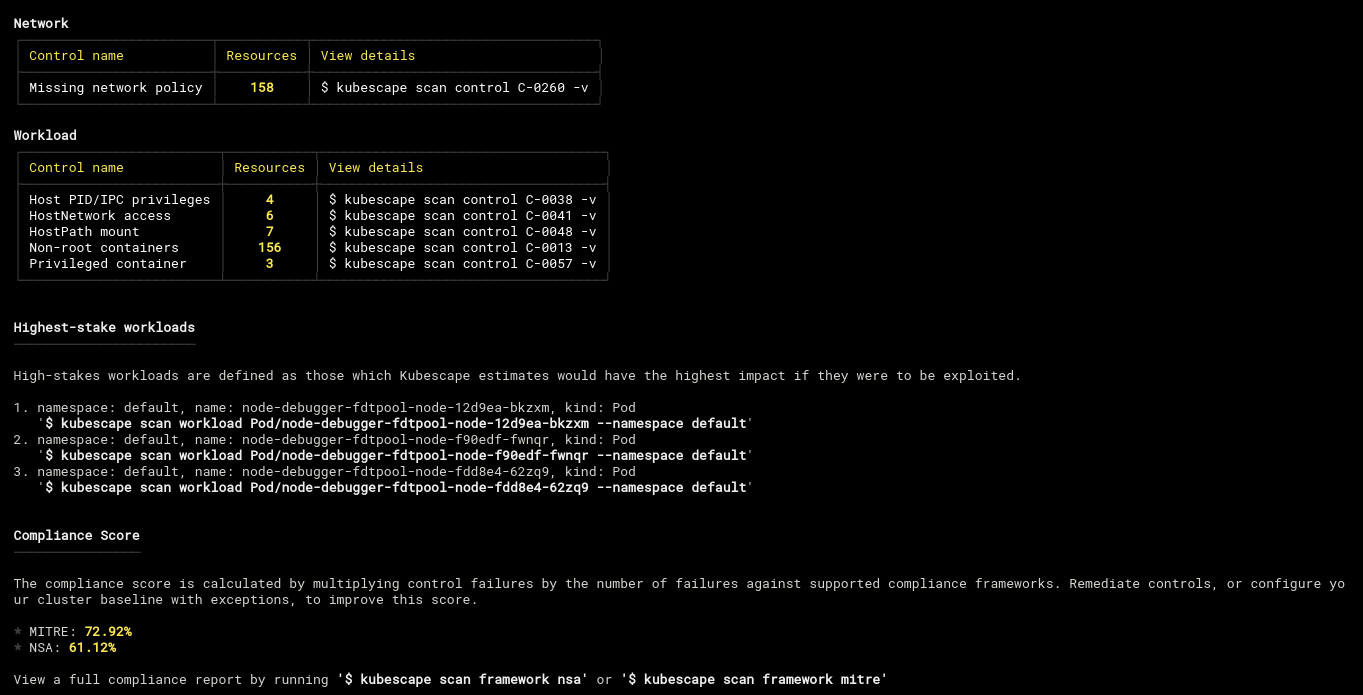 Network
Control name Resources View details
Missing network policy 158 $ kubescape scan control C-0260 -v
Workload
Control name Resources View details
Host PID/IPC privileges 4 $ kubescape scan control C-0038 -v
HostNetwork access 6 $ kubescape scan control C-0041 -v
HostPath mount 7 $ kubescape scan control C-0048 -v
Non-root containers 156 $ kubescape scan control C-0013 -v
Privileged container 3 $ kubescape scan control C-0057 -v
Highest-stake workloads
High-stakes workloads are defined as those which Kubescape estimates would have the highest impact if they were to be exploited.
1. namespace: default, name: node-debugger-fdtpool-node-12d9ea-bkzxm, kind: Pod
'$ kubescape scan workload Pod/node-debugger-fdtpool-node-12d9ea-bkzxm --namespace default'
2. namespace: default, name: node-debugger-fdtpool-node-f90edf-fwnqr, kind: Pod
'$ kubescape scan workload Pod/node-debugger-fdtpool-node-f90edf-fwnqr --namespace default'
3. namespace: default, name: node-debugger-fdtpool-node-fdd8e4-62zq9, kind: Pod
'$ kubescape scan workload Pod/node-debugger-fdtpool-node-fdd8e4-62zq9 --namespace default'
Compliance Score
The compliance score is calculated by multiplying control failures by the number of failures against supported compliance frameworks. Remediate controls, or configure yo
ur cluster baseline with exceptions, to improve this score.
* MITRE: 72.92%
* NSA: 61.12%
View a full compliance report by running '$ kubescape scan framework nsa' or '$ kubescape scan framework mitre'